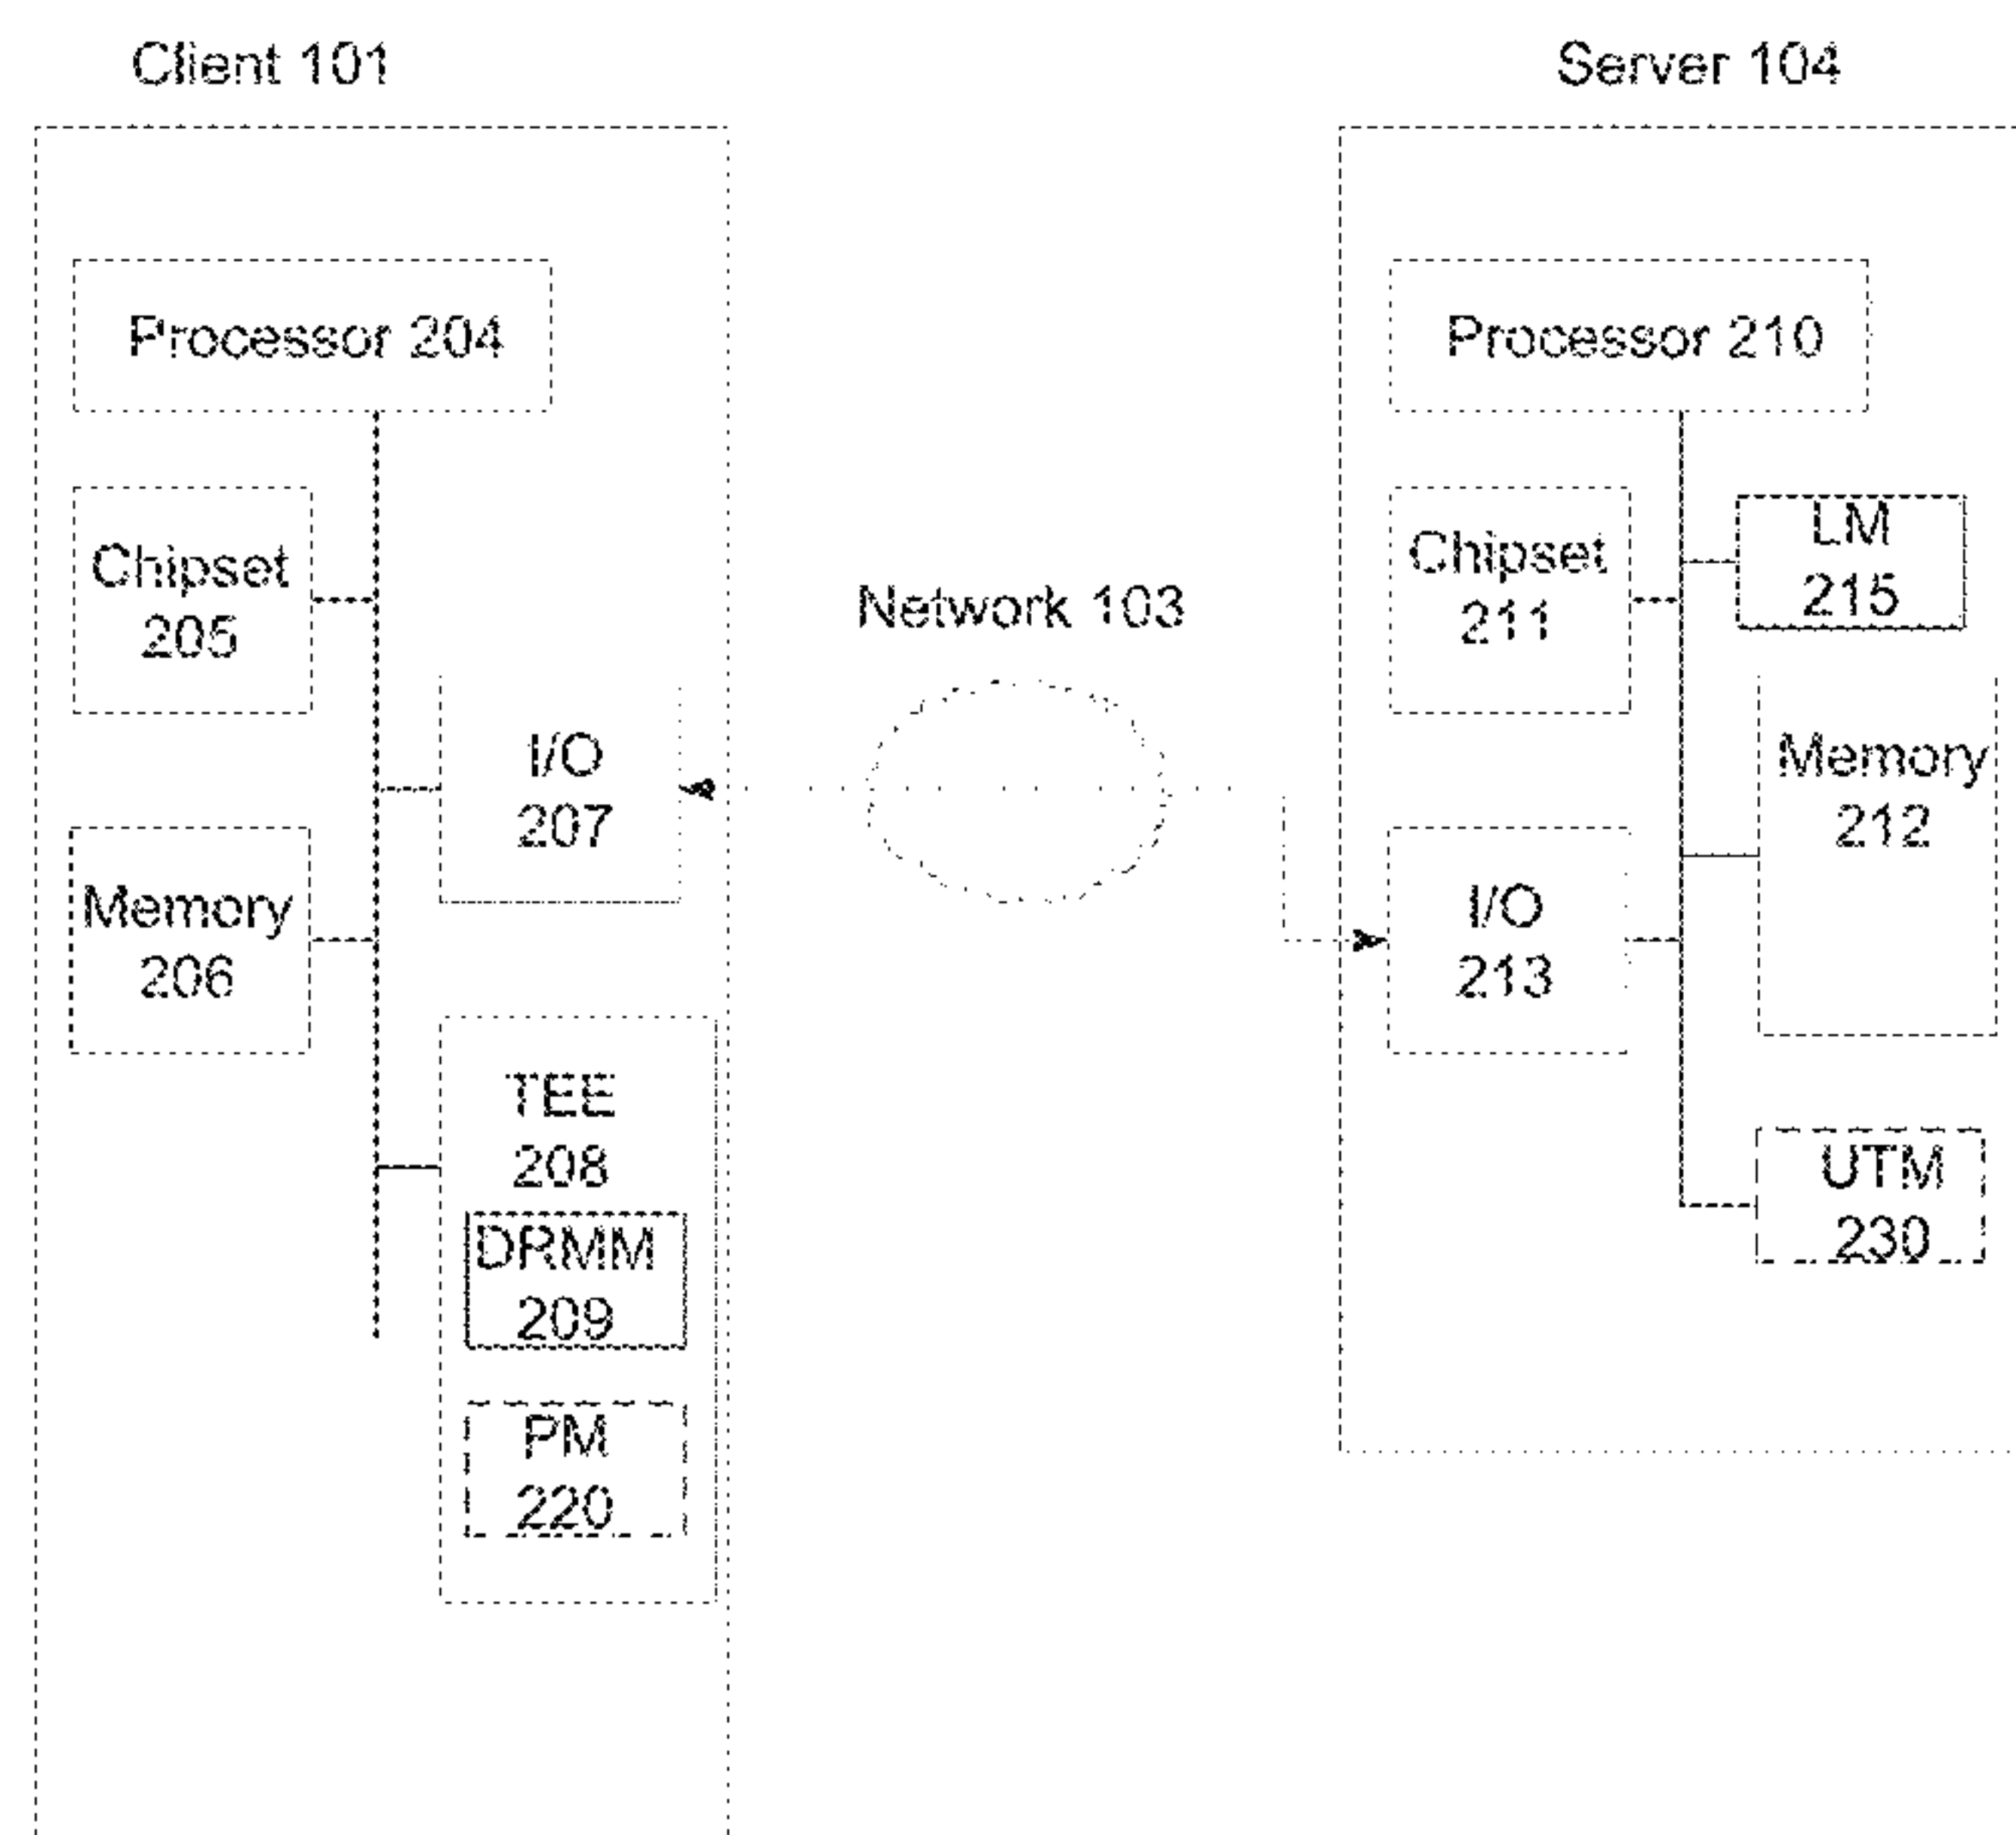 Client 101
Server 104
Processor 204
Processor 210
Chipset
205
Chipset
211
LM
215
Network 103
I/O
207
Memory
212
Memory
206
I/O
213
TEE
208
DRMM
209
PM
220
UTM
230